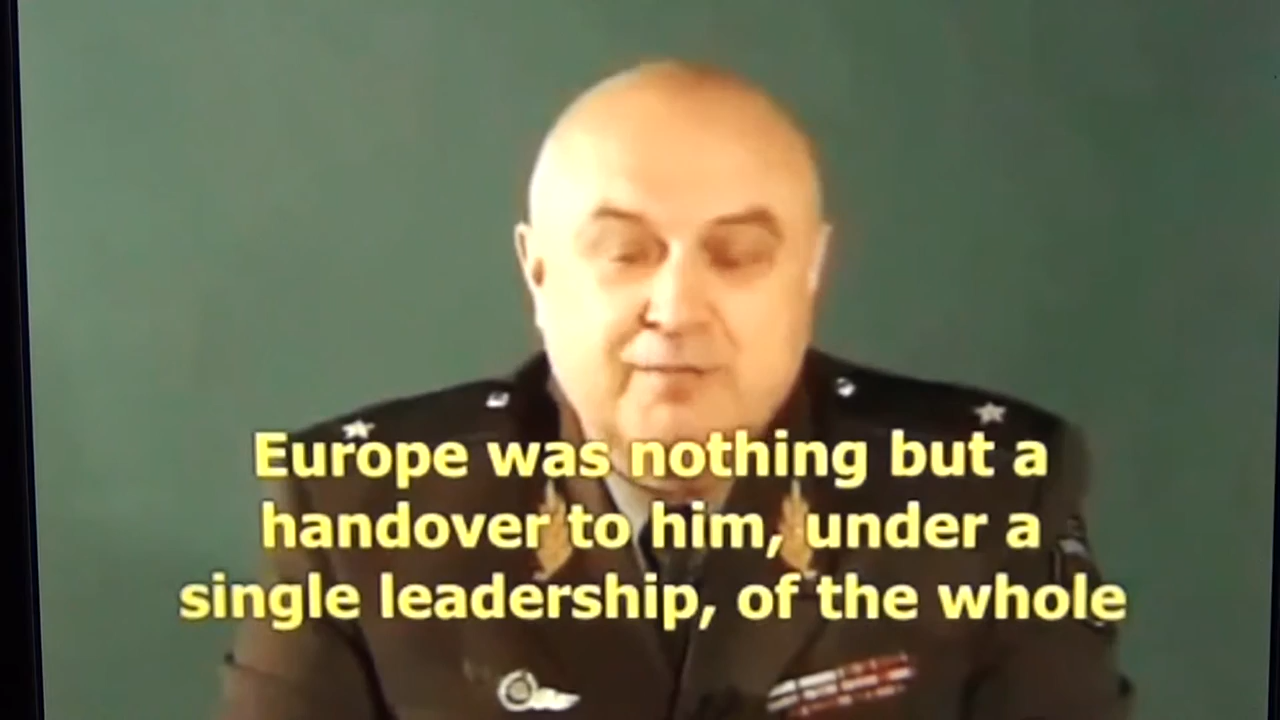 Europe was nothing but a
handover to him, under a
single leadership, of the whole